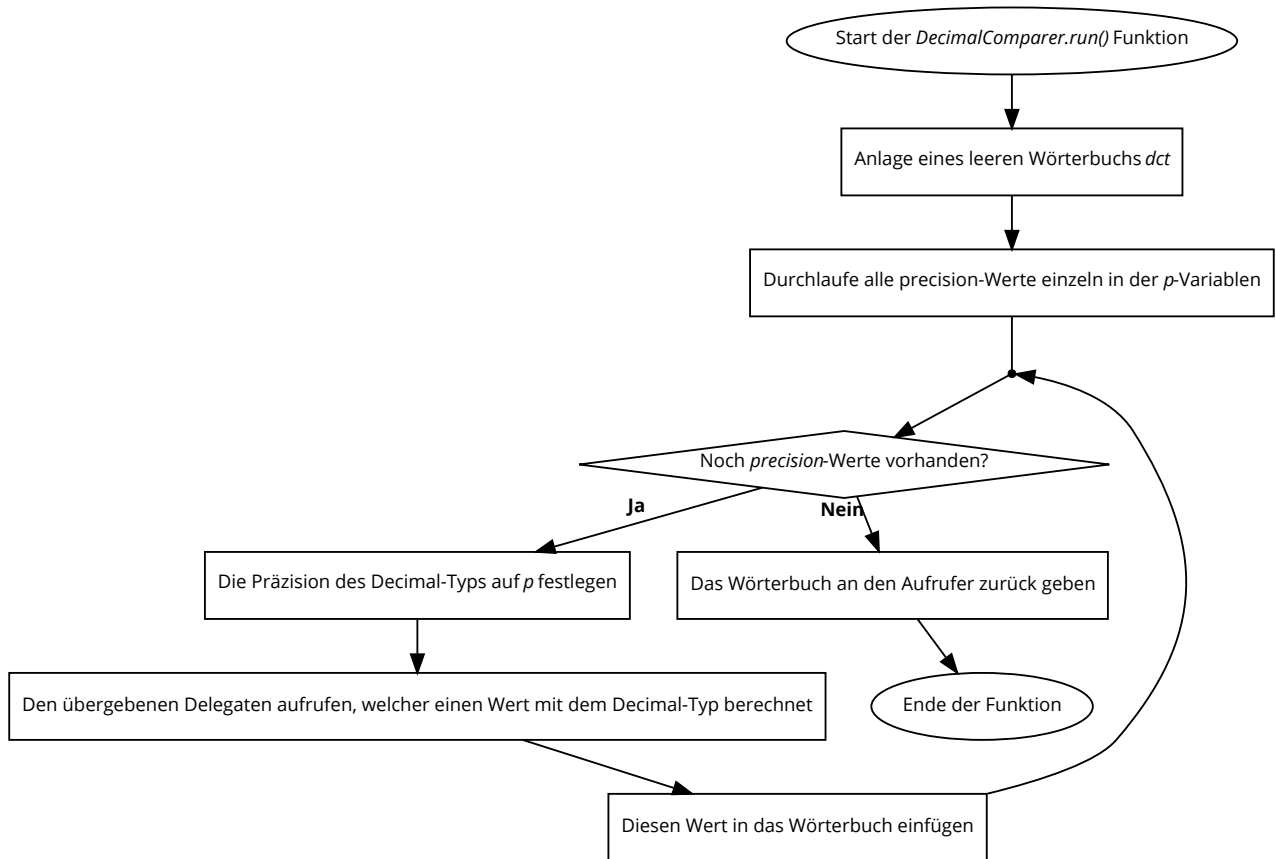 Start der DecimalComparer.run() Funktion
Anlage eines leeren Wörterbuchs dct
Durchlaufe alle precision-Werte einzeln in der p-Variablen
Noch precision-Werte vorhanden?
Ja
Nein
Die Präzision des Decimal-Typs auf p festlegen
Das Wörterbuch an den Aufrufer zurück geben
Den übergebenen Delegaten aufrufen, welcher einen Wert mit dem Decimal-Typ berechnet
Ende der Funktion
Diesen Wert in das Wörterbuch einfügen